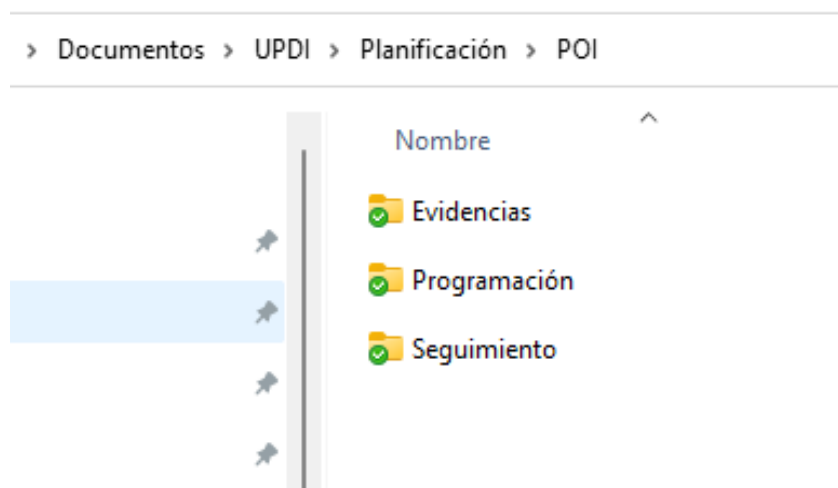 > Documentos > UPDI > Planificación > POI
Nombre
Evidencias
Programación
Seguimiento